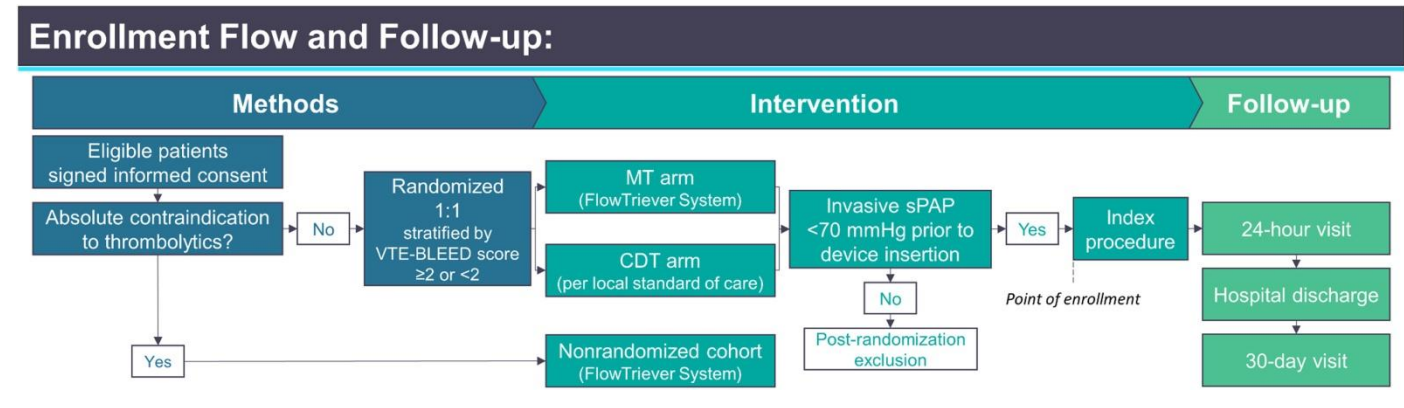 Enrollment Flow and Follow-up:
Methods
Intervention
Follow-up
Eligible patients
signed informed consent
Absolute contraindication
to thrombolytics?
No
Yes
Randomized
1:1
stratified by
VTE-BLEED score
≥2 or <2
MT arm
(FlowTriever System)
CDT arm
(per local standard of care)
Nonrandomized cohort
(FlowTriever System)
Invasive sPAP
<70 mmHg prior to
device insertion
No
Post-randomization
exclusion
Yes
Index
procedure
Point of enrollment
24-hour visit
Hospital discharge
30-day visit